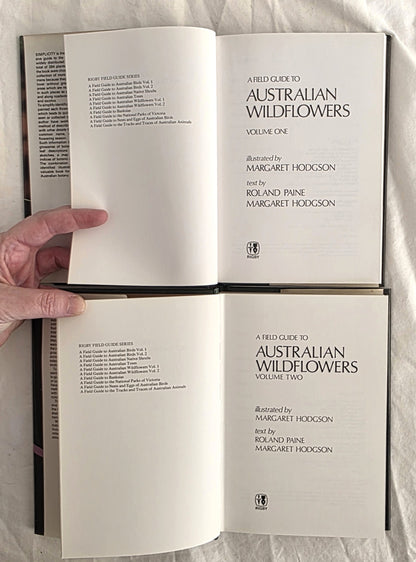 SIMPLICITY is the
RIGBY FIELD GUIDE SERIES
A Field Guide to Australian Birds Vol. 1
A Field Guide to Australian Birds Vol. 2
A Field Guide to Australian Native Shrubs
A Field Guide to Australian Trees
A Field Guide to Australian Wildflowers Vol. 1
A Field Guide to Australian Wildflowers Vol. 2
A Field Guide to Banksias
A Field Guide to the National Parks of Victoria
A Field Guide to Nests and Eggs of Australian Birds
A Field Guide to the Tracks and Traces of Australian Animals
A FIELD GUIDE TO
AUSTRALIAN
WILDFLOWERS
VOLUME ONE
illustrated by
MARGARET HODGSON
text by
ROLAND PAINE
MARGARET HODGSON
RIGBY
RIGBY FIELD GUIDE SERIES
A Field Guide to Australian Birds Vol. 1
A Field Guide to Australian Birds Vol. 2
A Field Guide to Australian Native Shrubs
A Field Guide to Australian Trees
A Field Guide to Australian Wildflowers Vol. 1
A Field Guide to Australian Wildflowers Vol. 2
A Field Guide to Banksias
A Field Guide to the National Parks of Victoria
A Field Guide to Nests and Eggs of Australian Birds
A Field Guide to the Tracks and Traces of Australian Animals
A FIELD GUIDE TO
AUSTRALIAN
WILDFLOWERS
VOLUME TWO
illustrated by
MARGARET HODGSON
text by
ROLAND PAINE
MARGARET HODGSON
RIGBY